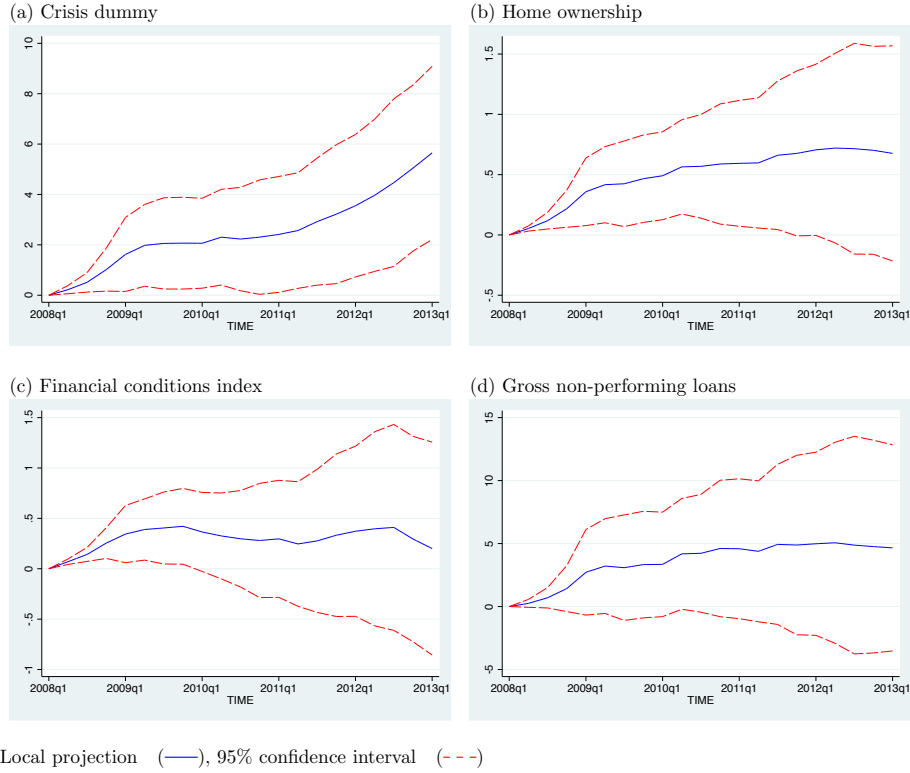 (a) Crisis dummy
10
8
6
4
2
0
2008q1 2009q1 2010q1 2011q1 2012q1 2013q1
TIME
(b) Home ownership
1.5
1
.5
0
-.5
2008q1 2009q1 2010q1 2011q1 2012q1 2013q1
TIME
(c) Financial conditions index
1.5
1
.5
0
-.5
-1
2008q1 2009q1 2010q1 2011q1 2012q1 2013q1
TIME
(d) Gross non-performing loans
15
10
5
0
-5
2008q1 2009q1 2010q1 2011q1 2012q1 2013q1
TIME
Local projection (——), 95% confidence interval (- - -)